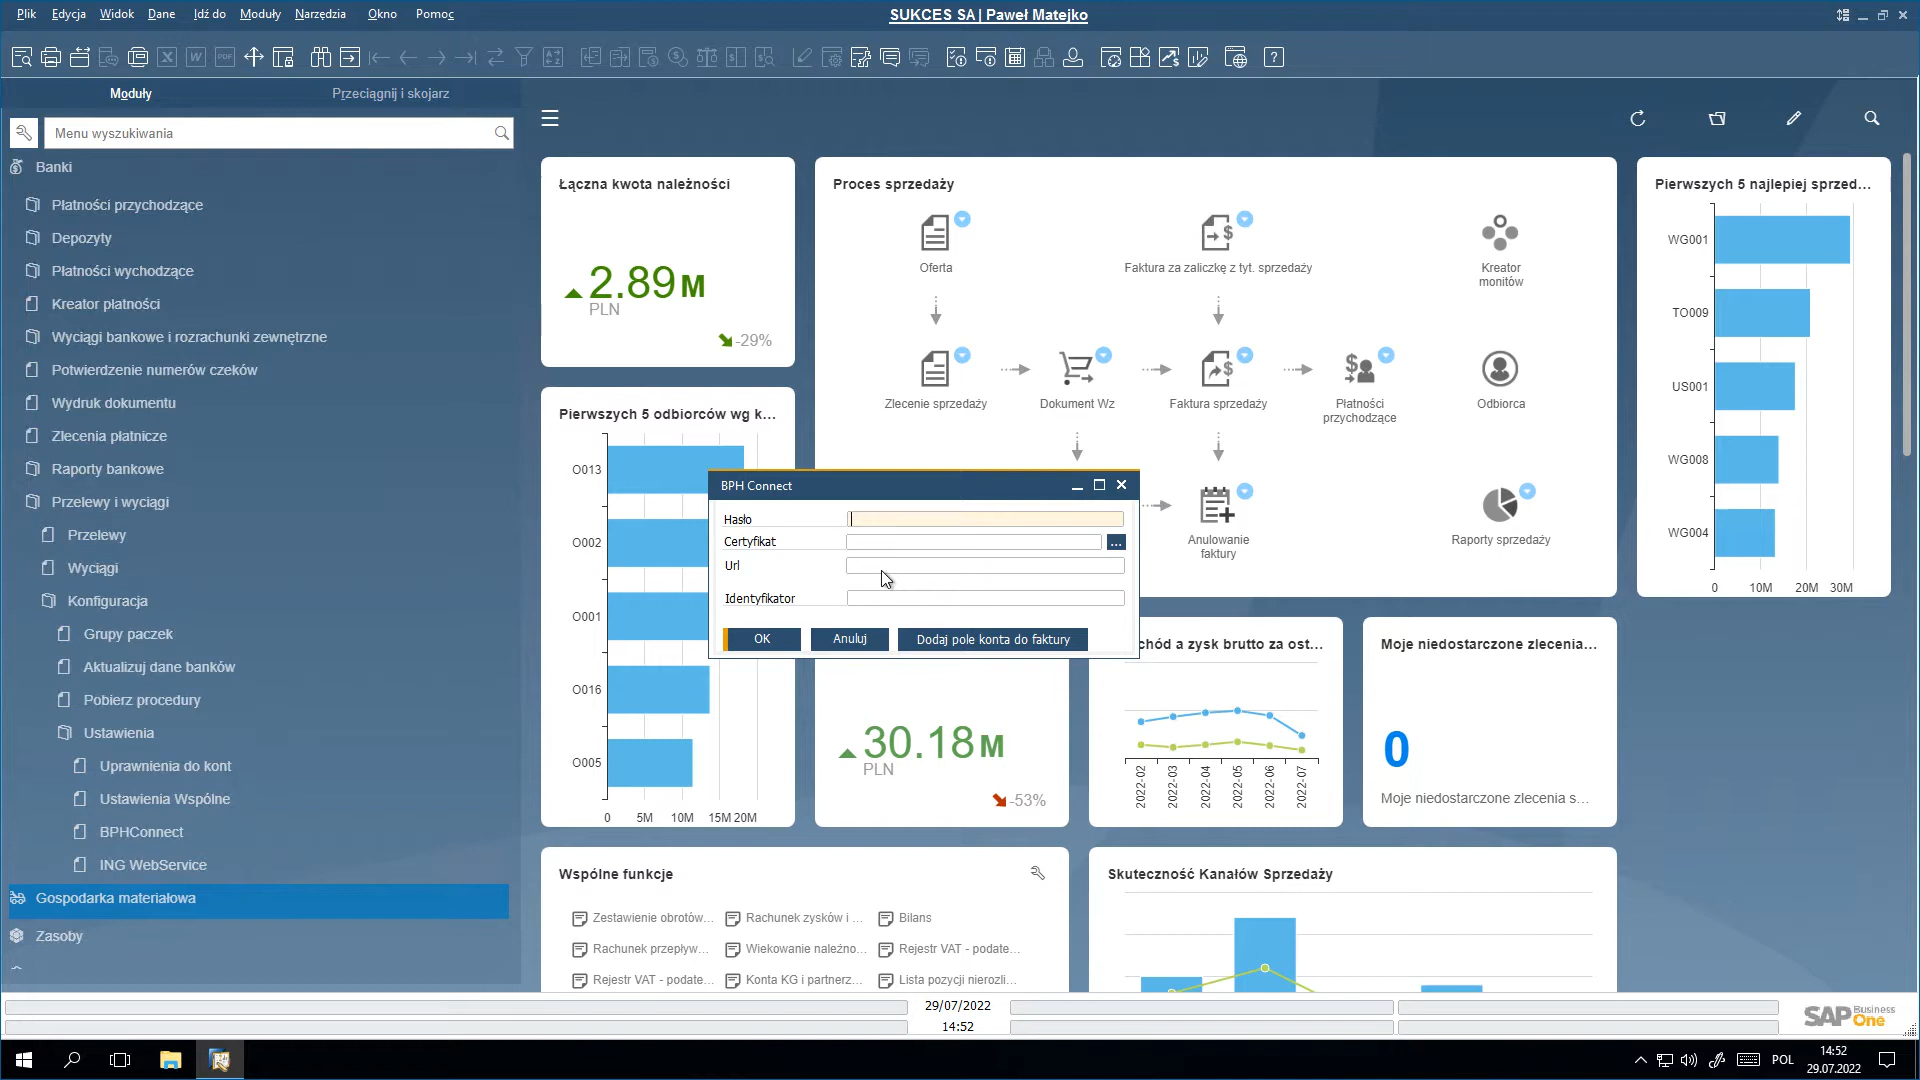 Plik Edycja Widok Dane Idź do Moduły Narzędzia Okno Pomoc
SUKCES SA | Paweł Matejko
Moduły Przeciągnij i skojarz
Menu wyszukiwania
Banki
Płatności przychodzące
Depozyty
Płatności wychodzące
Kreator płatności
Wyciągi bankowe i rozrachunki zewnętrzne
Potwierdzenie numerów czeków
Wydruk dokumentu
Zlecenia płatnicze
Raporty bankowe
Przelewy i wyciągi
Przelewy
Wyciągi
Konfiguracja
Grupy paczek
Aktualizuj dane banków
Pobierz procedury
Ustawienia
Uprawnienia do kont
Ustawienia Wspólne
BPHConnect
ING WebService
Gospodarka materiałowa
Zasoby
Łączna kwota należności
2.89 M
PLN
-29%
Pierwszych 5 odbiorców wg k...
O013
O002
O001
O016
O005
0 5M 10M 15M 20M
Proces sprzedaży
Oferta
Faktura za zaliczkę z tyt. sprzedaży
Kreator
monitów
Zlecenie sprzedaży
Dokument Wz
Faktura sprzedaży
Płatności
przychodzące
Odbiorca
Anulowanie
faktury
Raporty sprzedaży
Pierwszych 5 najlepiej sprzed...
WG001
TO009
US001
WG008
WG004
0 10M 20M 30M
BPH Connect
Hasło
Certyfikat
...
Url
Identyfikator
OK Anuluj Dodaj pole konta do faktury
30.18 M
PLN
-53%
chód a zysk brutto za ost...
2022-02
2022-03
2022-04
2022-05
2022-06
2022-07
Moje niedostarczone zlecenia...
0
Moje niedostarczone zlecenia s...
Wspólne funkcje
Zestawienie obrotów... Rachunek zysków i ... Bilans
Rachunek przepływ... Wiekowanie należno... Rejestr VAT - podate...
Rejestr VAT - podate... Konta KG i partnerz... Lista pozycji nierozli...
Skuteczność Kanałów Sprzedaży
29/07/2022
14:52
SAP Business
One
POL
14:52
29.07.2022